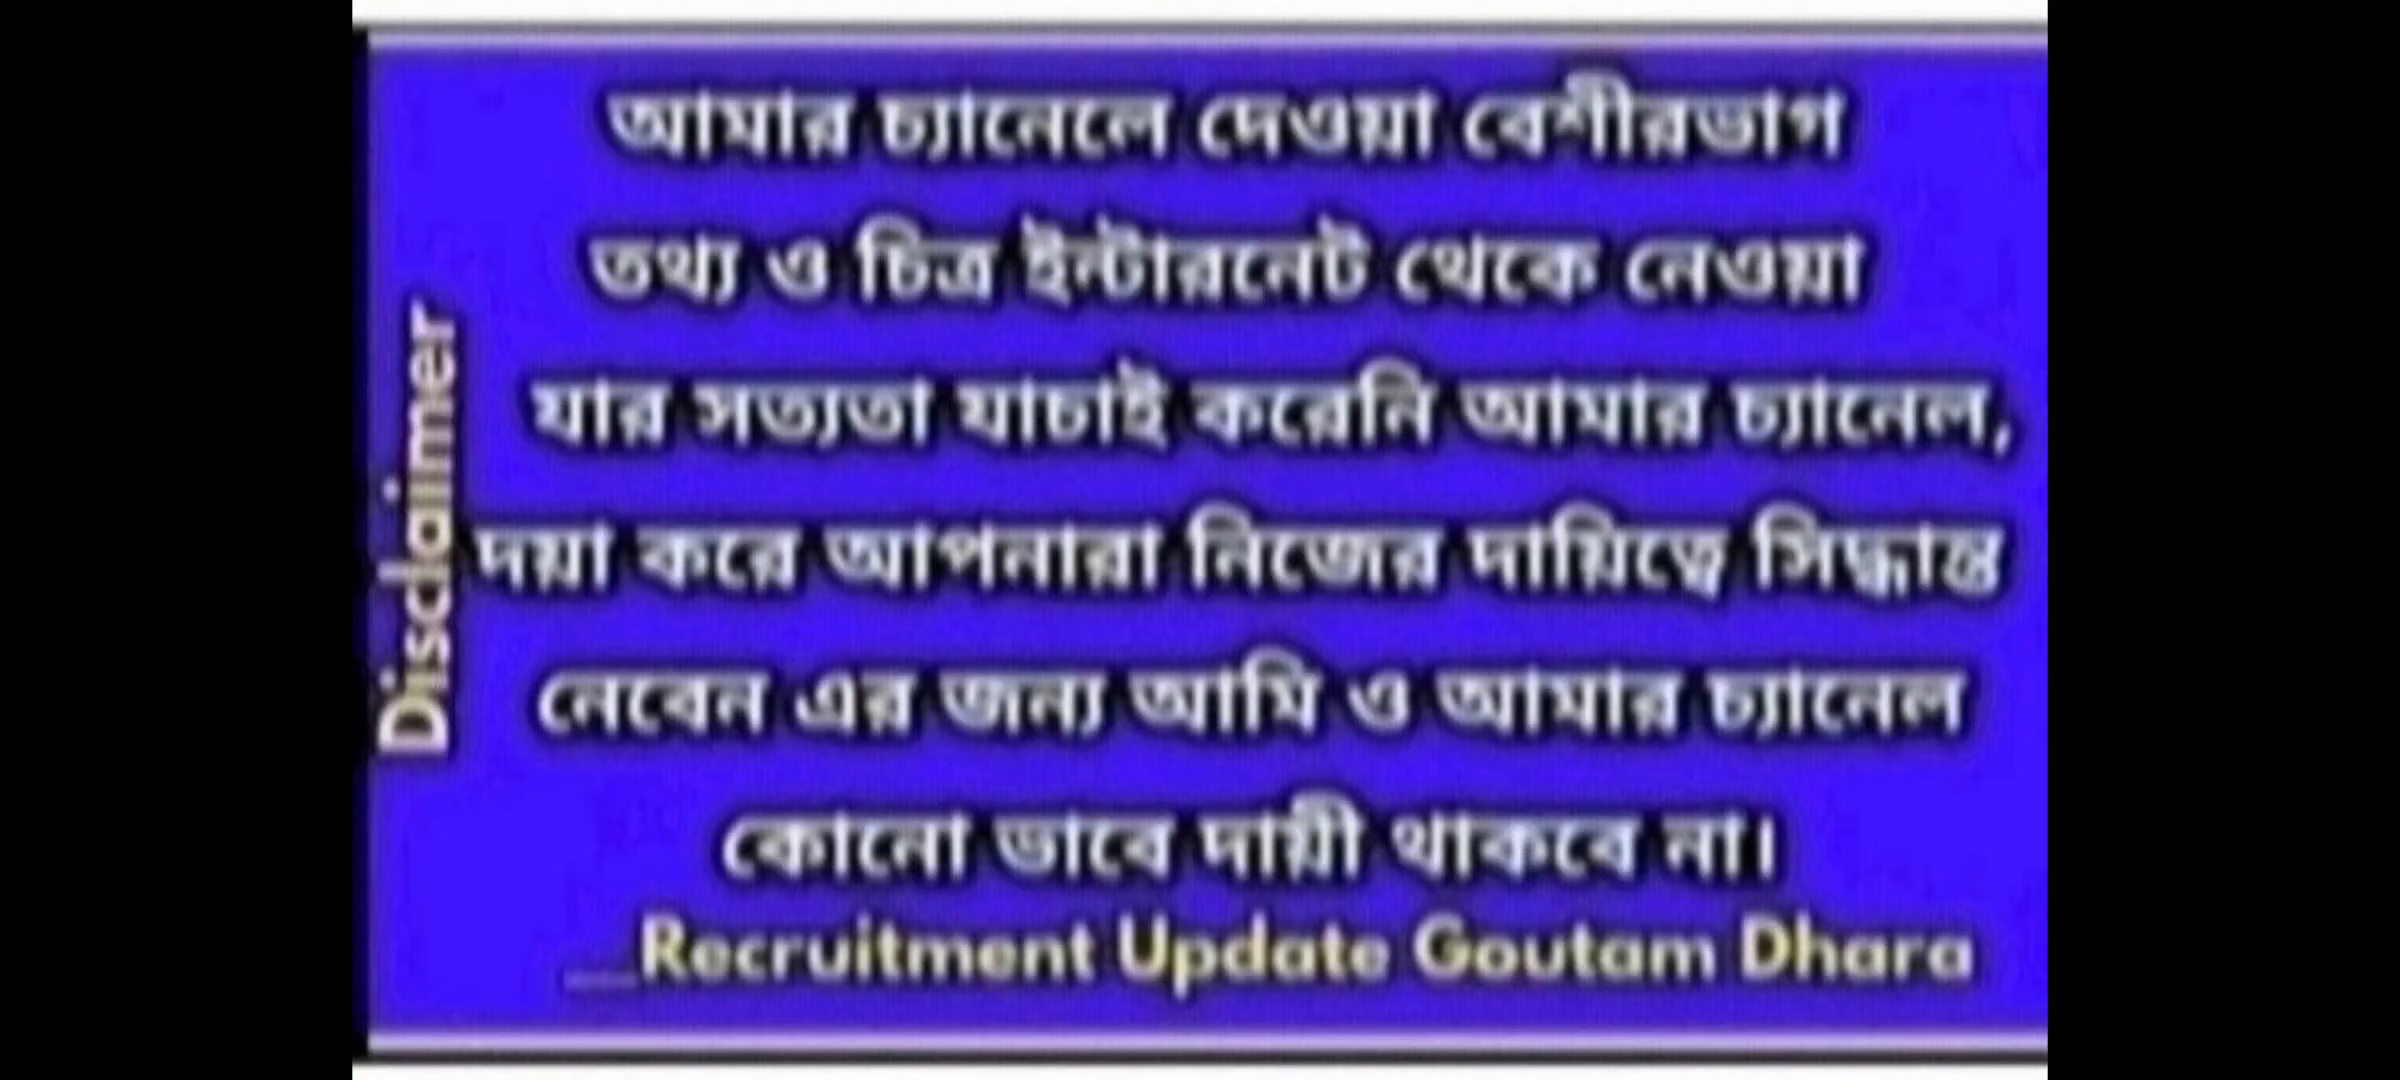 Disclaimer
আমার চ্যানেলে দেওয়া বেশীরভাগ
তথ্য ও চিত্র ইন্টারনেট থেকে নেওয়া
যার সত্যতা যাচাই করেনি আমার চ্যানেল,
দয়া করে আপনারা নিজের দায়িত্বে সিদ্ধান্ত
নেবেন এর জন্য আমি ও আমার চ্যানেল
কোনো ভাবে দায়ী থাকবে না।
__Recruitment Update Goutam Dhara